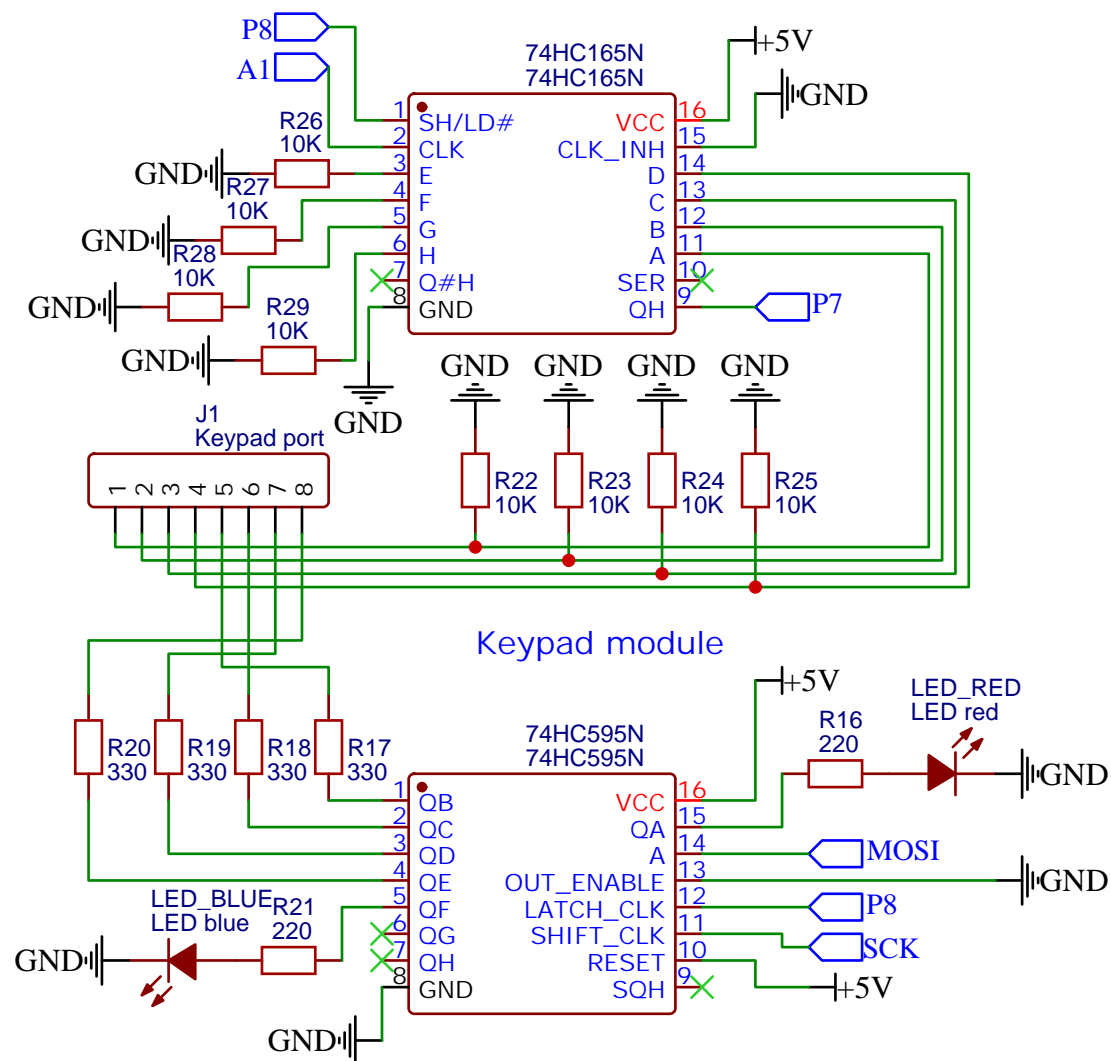 P8
A1
74HC165N
74HC165N
+5V
GND
1 SH/LD#
2 CLK
3 E
4 F
5 G
6 H
7 Q#H
8 GND
16 VCC
15 CLK_INH
14 D
13 C
12 B
11 A
10 SER
9 QH
P7
R26
10K
GND
R27
10K
GND
R28
10K
GND
R29
10K
GND
GND
GND
GND
GND
GND
J1
Keypad port
1 2 3 4 5 6 7 8
R22
10K
R23
10K
R24
10K
R25
10K
Keypad module
R20
330
R19
330
R18
330
R17
330
74HC595N
74HC595N
+5V
R16
220
LED_RED
LED red
GND
1 QB
2 QC
3 QD
4 QE
5 QF
6 QG
7 QH
8 GND
16 VCC
15 QA
14 A
13 OUT_ENABLE
12 LATCH_CLK
11 SHIFT_CLK
10 RESET
9 SQH
MOSI
GND
P8
SCK
+5V
LED_BLUE
LED blue
R21
220
GND
GND